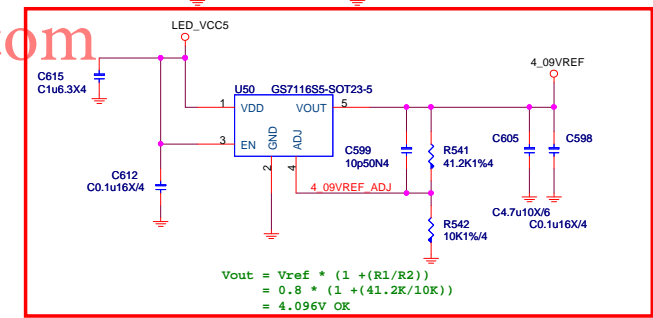 om
LED_VCC5
4_09VREF
C615
C1u6.3X4
U50 GS7116S5-SOT23-5
1 VDD VOUT 5
3 EN GND ADJ
2 4
C599
10p50N4
R541
41.2K1%4
C605
C598
C612
C0.1u16X/4
4_09VREF_ADJ
R542
10K1%/4
C4.7u10X/6
C0.1u16X/4
Vout = Vref * (1 +(R1/R2))
= 0.8 * (1 +(41.2K/10K))
= 4.096V OK